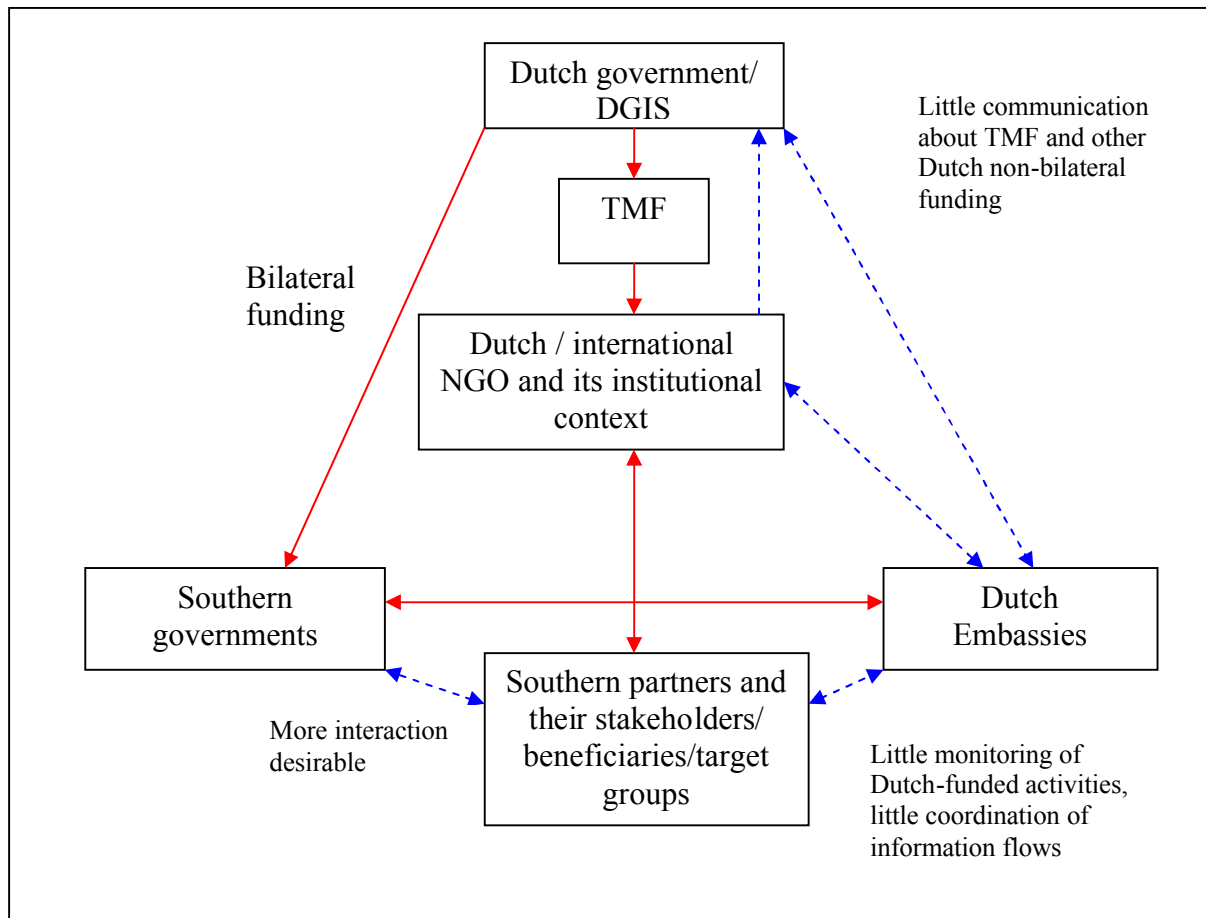 Dutch government/
DGIS
Little communication
about TMF and other
Dutch non-bilateral
funding
TMF
Bilateral
funding
Dutch / international
NGO and its institutional
context
Southern
governments
Dutch
Embassies
Southern partners and
their stakeholders/
beneficiaries/target
groups
More interaction
desirable
Little monitoring of
Dutch-funded activities,
little coordination of
information flows